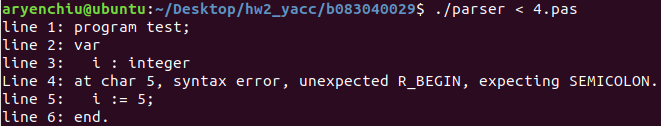 aryenchiu@ubuntu:~/Desktop/hw2_yacc/b083040029$ ./parser < 4.pas
line 1: program test;
line 2: var
line 3:   i : integer
Line 4: at char 5, syntax error, unexpected R_BEGIN, expecting SEMICOLON.
line 5:   i := 5;
line 6: end.